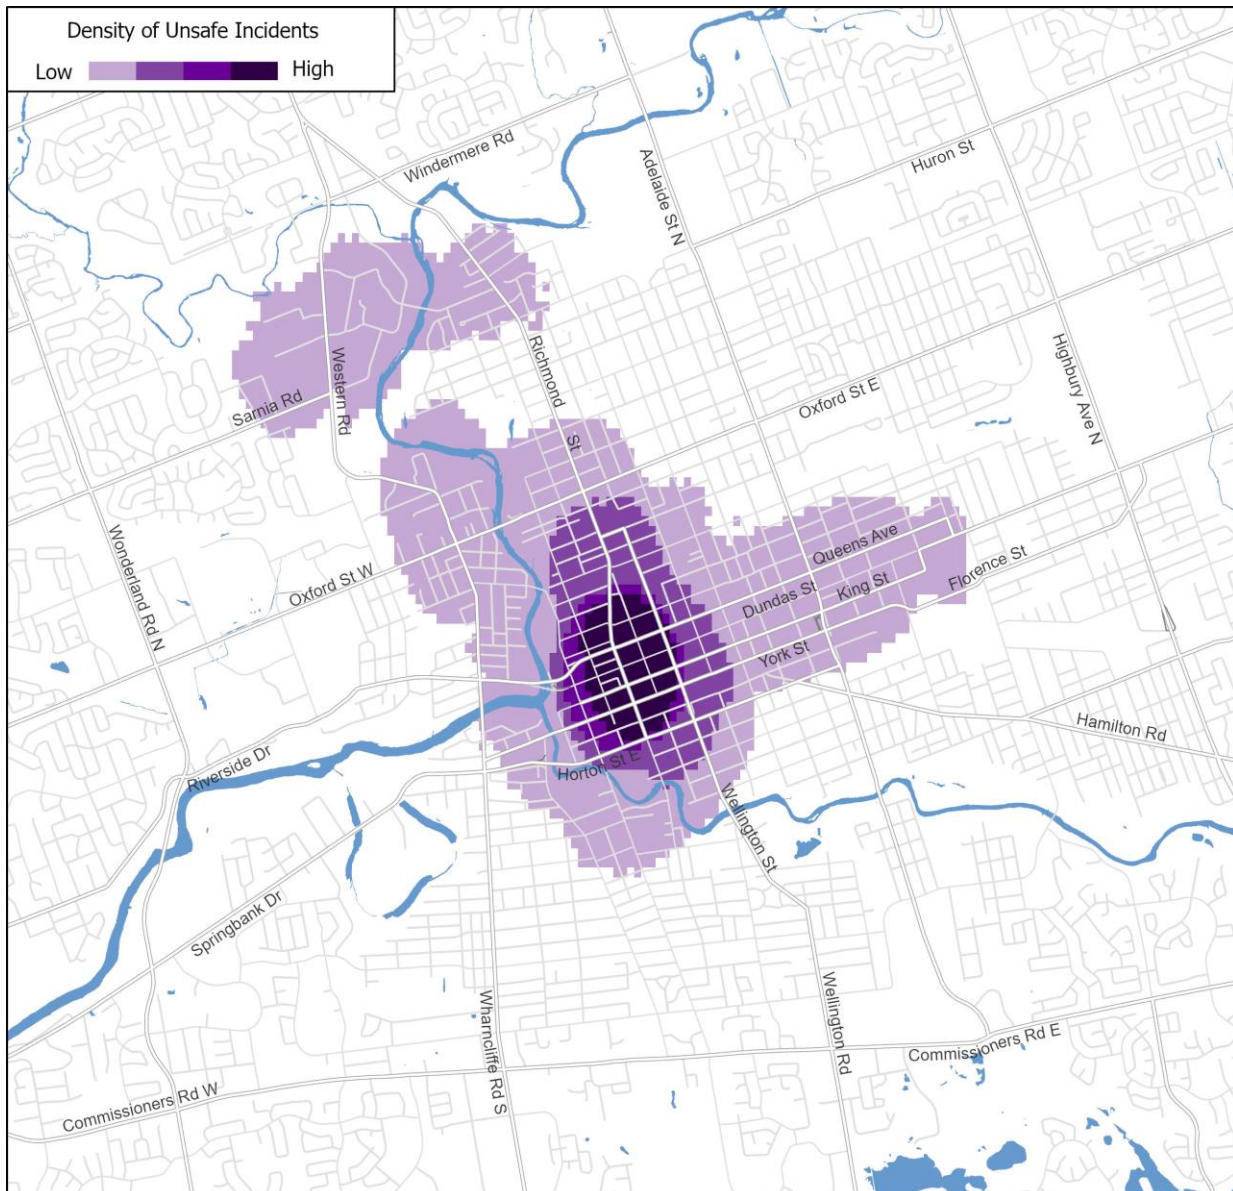 Density of Unsafe Incidents
Low High
Windermere Rd
Adelaide St N
Huron St
Richmond
St
Western Rd
Sarnia Rd
Oxford St E
Highbury Ave N
Wonderland Rd N
Oxford St W
Queens Ave
Dundas St
King St
Florence St
York St
Hamilton Rd
Riverside Dr
Horton St E
Wellington St
Springbank Dr
Wharncliffe Rd S
Wellington Rd
Commissioners Rd E
Commissioners Rd W